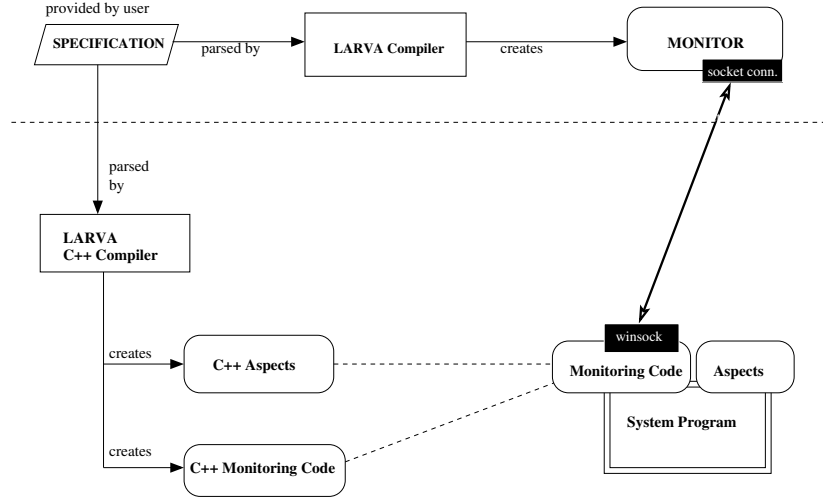 provided by user
SPECIFICATION
parsed by
LARVA Compiler
creates
MONITOR
socket conn.
parsed
by
LARVA
C++ Compiler
creates
C++ Aspects
winsock
Monitoring Code
Aspects
System Program
creates
C++ Monitoring Code